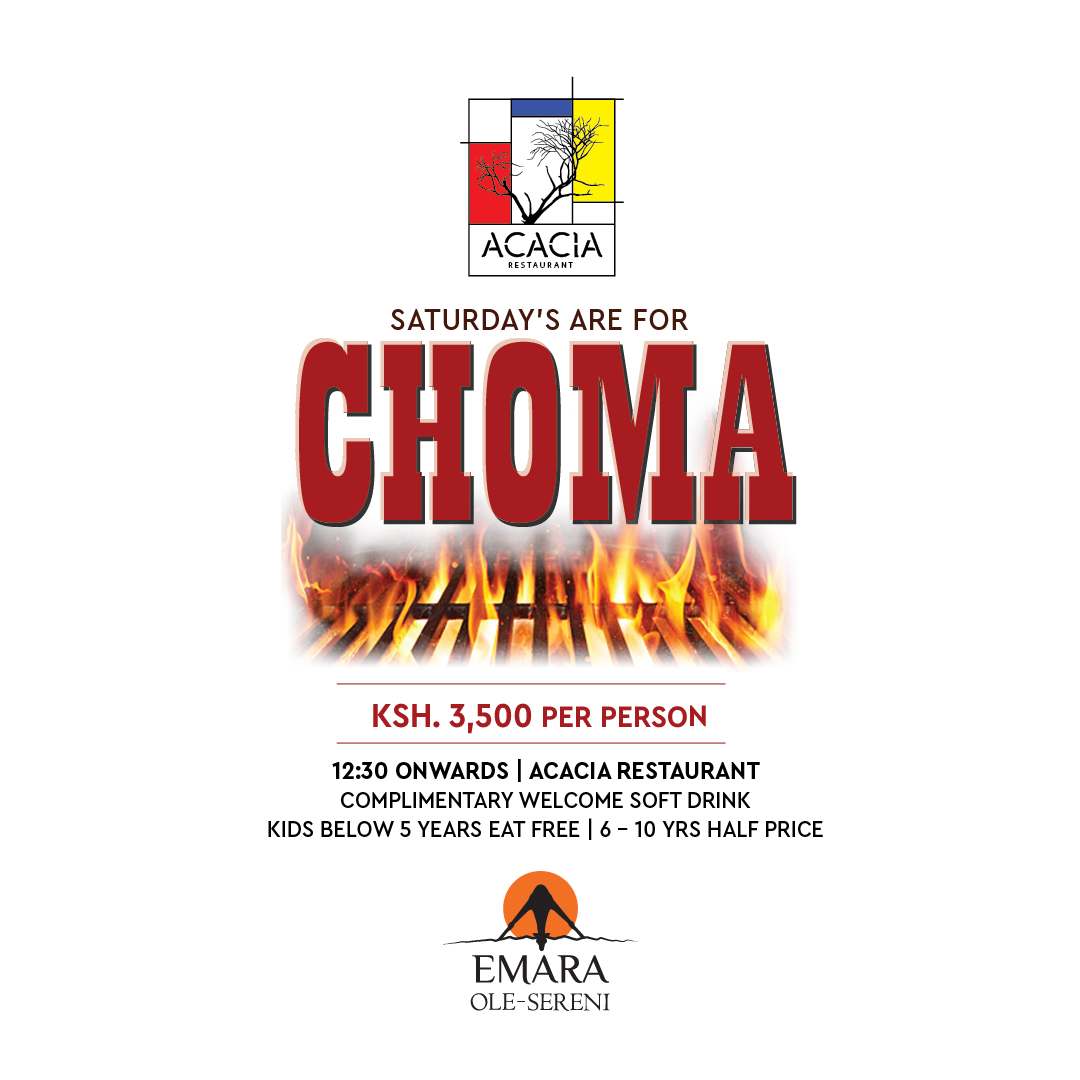 ACACIA
RESTAURANT
SATURDAY'S ARE FOR
CHOMA
KSH. 3,500 PER PERSON
12:30 ONWARDS | ACACIA RESTAURANT
COMPLIMENTARY WELCOME SOFT DRINK
KIDS BELOW 5 YEARS EAT FREE | 6 – 10 YRS HALF PRICE
EMARA
OLE-SERENI